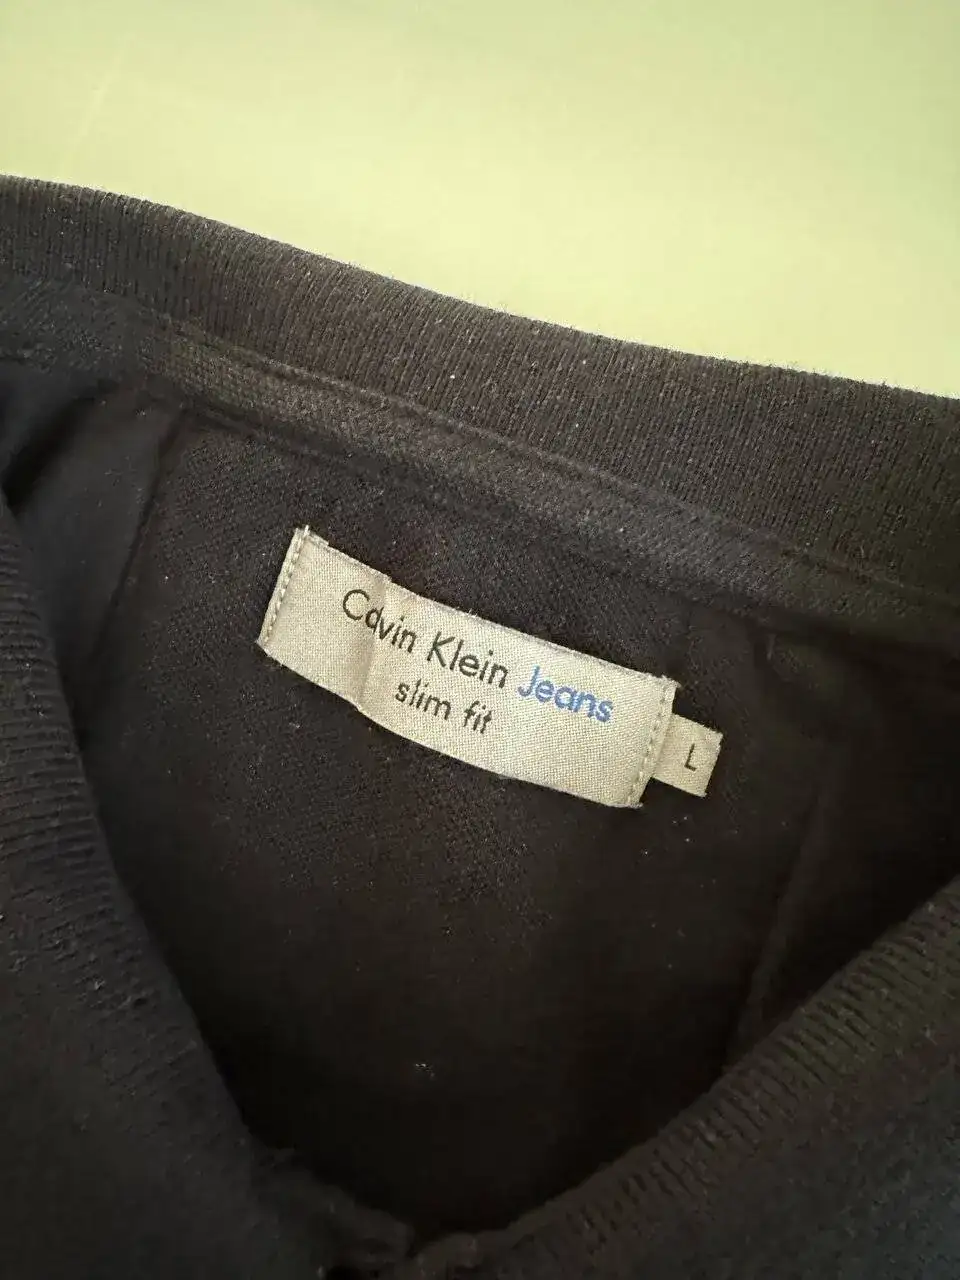 Calvin Klein Jeans
slim fit
L